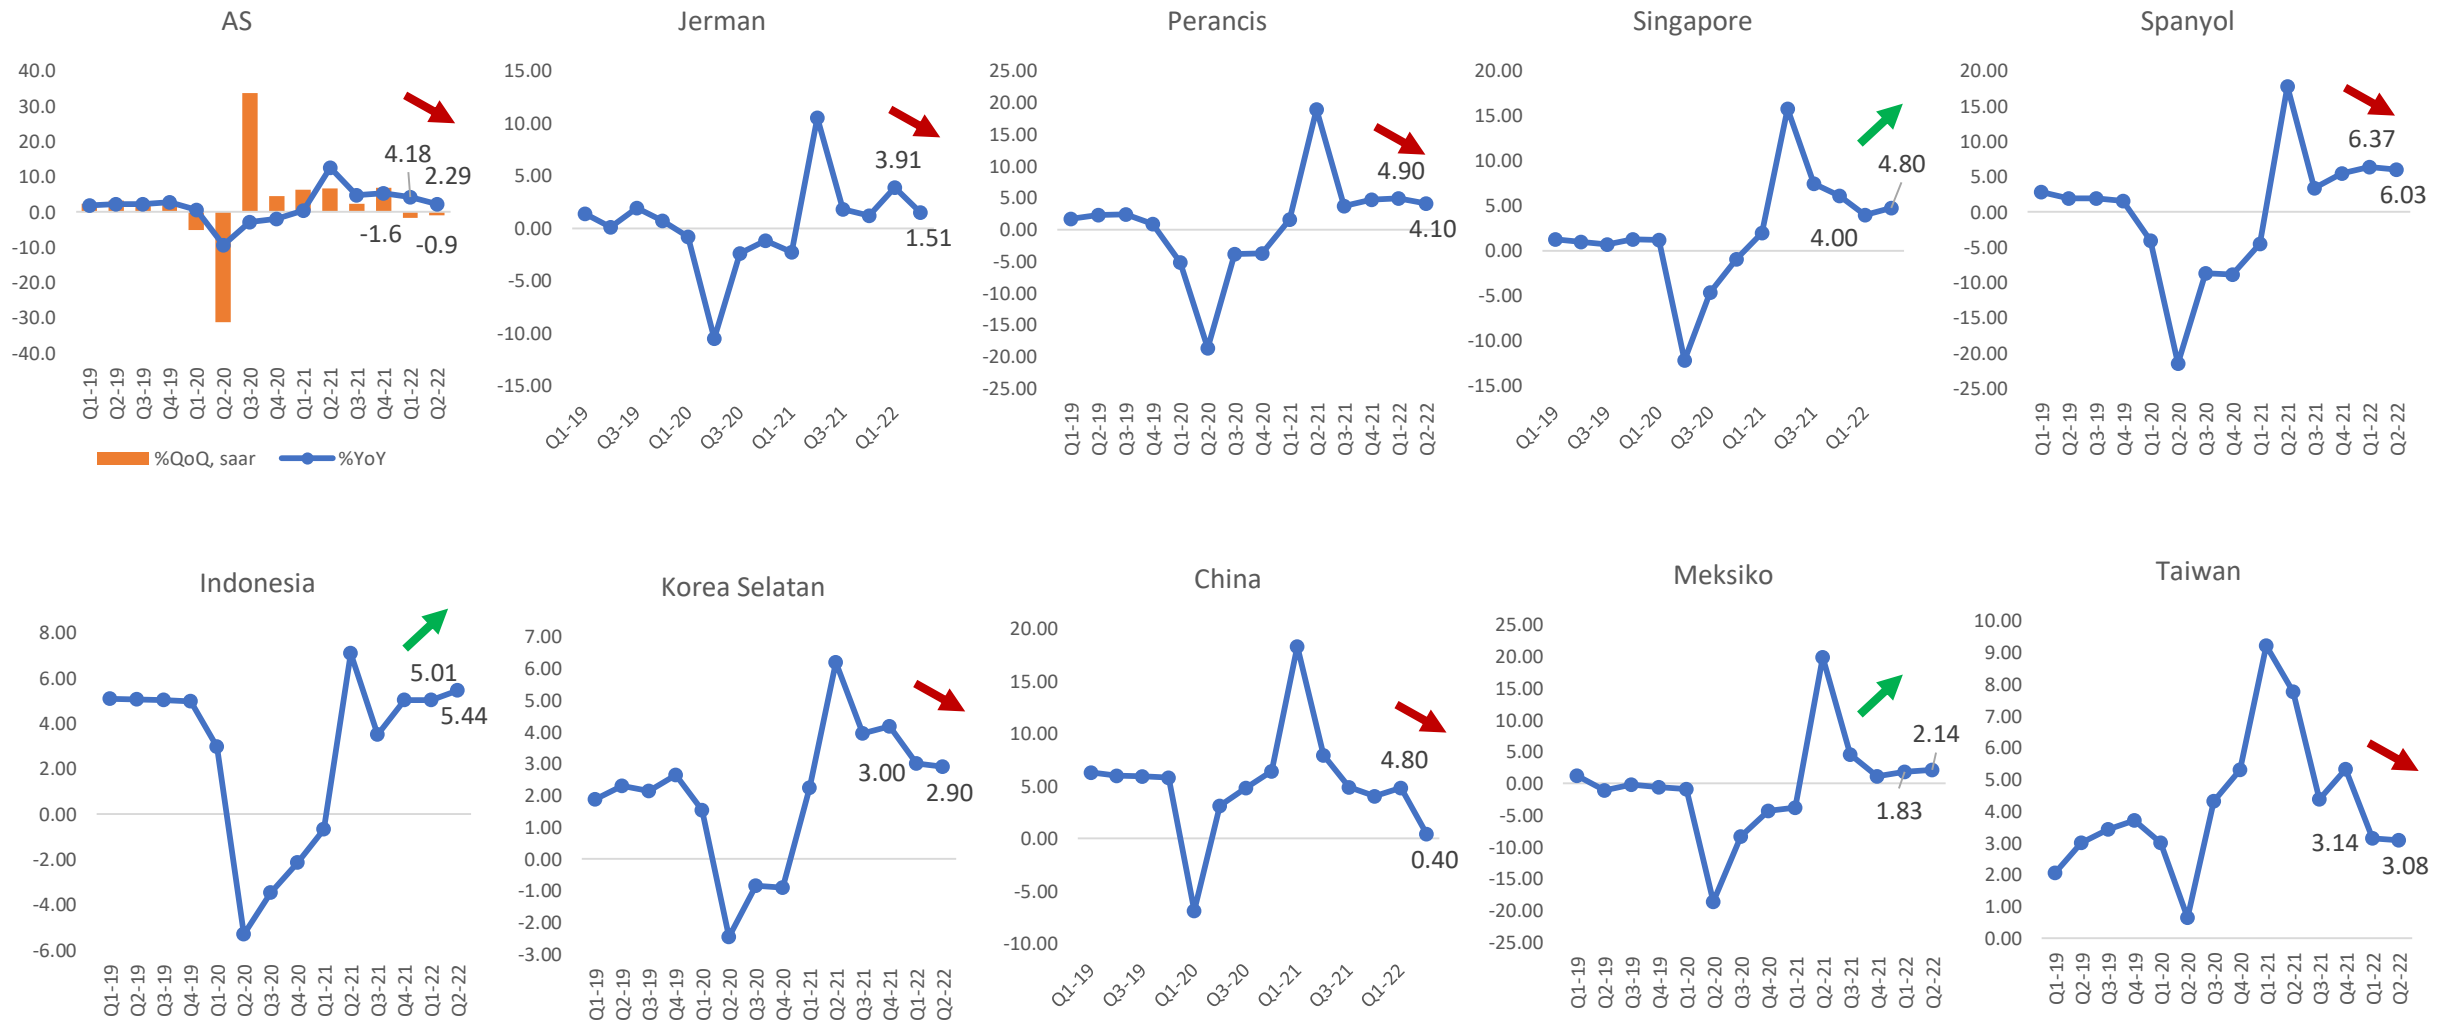 AS
40.0
30.0
20.0
10.0
0.0
-10.0
-20.0
-30.0
-40.0
4.18
2.29
-1.6
-0.9
Q1-19
Q2-19
Q3-19
Q4-19
Q1-20
Q2-20
Q3-20
Q4-20
Q1-21
Q2-21
Q3-21
Q4-21
Q1-22
Q2-22
%QoQ, saar
%YoY
Jerman
15.00
10.00
5.00
0.00
-5.00
-10.00
-15.00
3.91
1.51
Q1-19
Q3-19
Q1-20
Q3-20
Q1-21
Q3-21
Q1-22
Perancis
25.00
20.00
15.00
10.00
5.00
0.00
-5.00
-10.00
-15.00
-20.00
-25.00
4.90
4.10
Q1-19
Q2-19
Q3-19
Q4-19
Q1-20
Q2-20
Q3-20
Q4-20
Q1-21
Q2-21
Q3-21
Q4-21
Q1-22
Q2-22
Singapore
20.00
15.00
10.00
5.00
0.00
-5.00
-10.00
-15.00
4.80
4.00
Q1-19
Q3-19
Q1-20
Q3-20
Q1-21
Q3-21
Q1-22
Spanyol
20.00
15.00
10.00
5.00
0.00
-5.00
-10.00
-15.00
-20.00
-25.00
6.37
6.03
Q1-19
Q2-19
Q3-19
Q4-19
Q1-20
Q2-20
Q3-20
Q4-20
Q1-21
Q2-21
Q3-21
Q4-21
Q1-22
Q2-22
Indonesia
8.00
6.00
4.00
2.00
0.00
-2.00
-4.00
-6.00
5.01
5.44
Q1-19
Q2-19
Q3-19
Q4-19
Q1-20
Q2-20
Q3-20
Q4-20
Q1-21
Q2-21
Q3-21
Q4-21
Q1-22
Q2-22
Korea Selatan
7.00
6.00
5.00
4.00
3.00
2.00
1.00
0.00
-1.00
-2.00
-3.00
3.00
2.90
Q1-19
Q2-19
Q3-19
Q4-19
Q1-20
Q2-20
Q3-20
Q4-20
Q1-21
Q2-21
Q3-21
Q4-21
Q1-22
Q2-22
China
20.00
15.00
10.00
5.00
0.00
-5.00
-10.00
4.80
0.40
Q1-19
Q3-19
Q1-20
Q3-20
Q1-21
Q3-21
Q1-22
Meksiko
25.00
20.00
15.00
10.00
5.00
0.00
-5.00
-10.00
-15.00
-20.00
-25.00
2.14
1.83
Q1-19
Q2-19
Q3-19
Q4-19
Q1-20
Q2-20
Q3-20
Q4-20
Q1-21
Q2-21
Q3-21
Q4-21
Q1-22
Q2-22
Taiwan
10.00
9.00
8.00
7.00
6.00
5.00
4.00
3.00
2.00
1.00
0.00
3.14
3.08
Q1-19
Q2-19
Q3-19
Q4-19
Q1-20
Q2-20
Q3-20
Q4-20
Q1-21
Q2-21
Q3-21
Q4-21
Q1-22
Q2-22